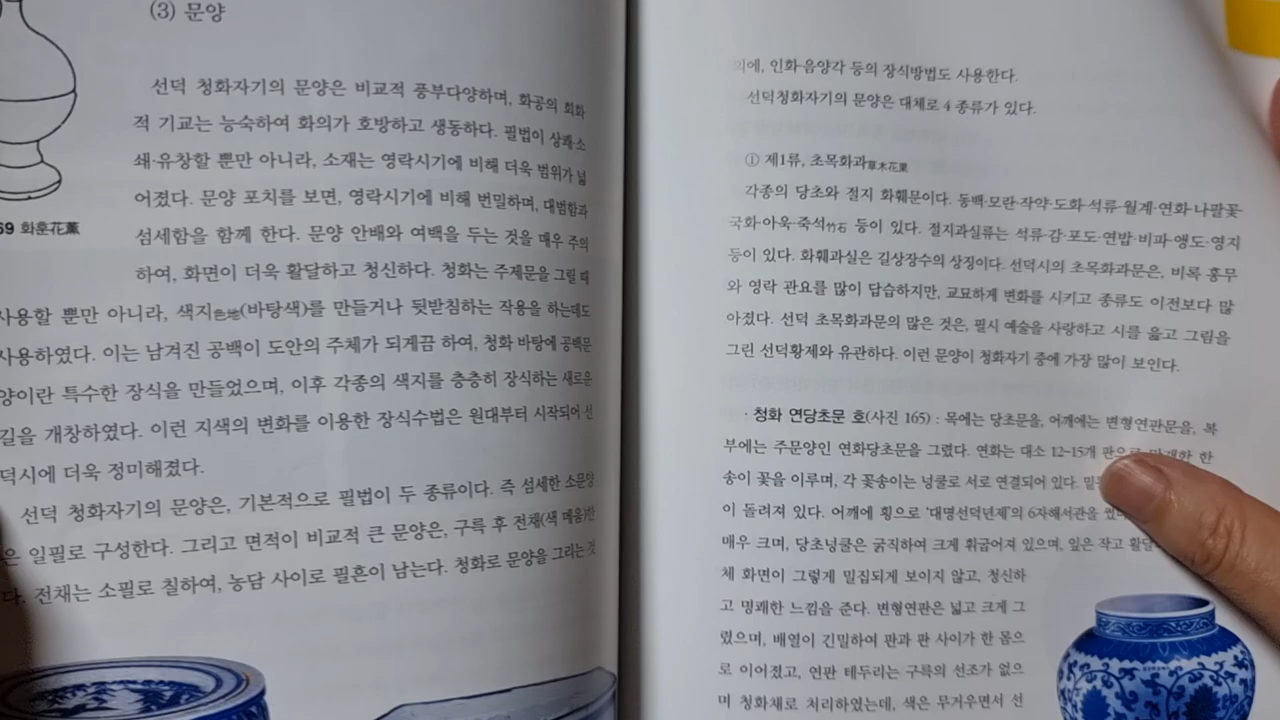 (3) 문양
선덕 청화자기의 문양은 비교적 풍부다양하며, 화공의 회화
적 기교는 능숙하여 화의가 호방하고 생동하다. 필법이 상쾌·소
쇄·유창할 뿐만 아니라, 소재는 영락시기에 비해 더욱 범위가 넓
어졌다. 문양 포치를 보면, 영락시기에 비해 번밀하며, 대범함과
섬세함을 함께 한다. 문양 안배와 여백을 두는 것을 매우 주의
하여, 화면이 더욱 활달하고 청신하다. 청화는 주제문을 그릴 때
사용할 뿐만 아니라, 색지色地(바탕색)를 만들거나 뒷받침하는 작용을 하는데도
사용하였다. 이는 남겨진 공백이 도안의 주체가 되게끔 하여, 청화 바탕에 공백문
양이란 특수한 장식을 만들었으며, 이후 각종의 색지를 층층히 장식하는 새로운
길을 개창하였다. 이런 지색의 변화를 이용한 장식수법은 원대부터 시작되어 선
덕시에 더욱 정미해졌다.
선덕 청화자기의 문양은, 기본적으로 필법이 두 종류이다. 즉 섬세한 소문양
은 일필로 구성한다. 그리고 면적이 비교적 큰 문양은, 구륵 후 전채(색 메움)한
다. 전채는 소필로 칠하여, 농담 사이로 필흔이 남는다. 청화로 문양을 그리는 것
69 화훈花薰
외에, 인화·음양각 등의 장식방법도 사용한다.
선덕청화자기의 문양은 대체로 4 종류가 있다.
① 제1류, 초목화과草木花果
각종의 당초와 절지 화훼문이다. 동백·모란·작약·도화·석류·월계·연화·나팔꽃·
국화·아욱·죽석竹石 등이 있다. 절지과실류는 석류·감·포도·연밥·비파·앵도·영지
등이 있다. 화훼과실은 길상장수의 상징이다. 선덕시의 초목화과문은, 비록 홍무
와 영락 관요를 많이 답습하지만, 교묘하게 변화를 시키고 종류도 이전보다 많
아졌다. 선덕 초목화과문의 많은 것은, 필시 예술을 사랑하고 시를 읊고 그림을
그린 선덕황제와 유관하다. 이런 문양이 청화자기 중에 가장 많이 보인다.
· 청화 연당초문 호(사진 165) : 목에는 당초문을, 어깨에는 변형연판문을, 복
부에는 주문양인 연화당초문을 그렸다. 연화는 대소 12~15개 판으로 만개한 한
송이 꽃을 이루며, 각 꽃송이는 넝쿨로 서로 연결되어 있다.
이 돌려져 있다. 어깨에 횡으로 '대명선덕년제'의 6자해서관을
매우 크며, 당초넝쿨은 굵직하여 크게 휘굽어져 있으며, 잎은 작고
체 화면이 그렇게 밀집되게 보이지 않고, 청신하
고 명쾌한 느낌을 준다. 변형연판은 넓고 크게 그
렸으며, 배열이 긴밀하여 판과 판 사이가 한 몸으
로 이어졌고, 연판 테두리는 구륵의 선조가 없으
며 청화채로 처리하였는데, 색은 무거우면서 선